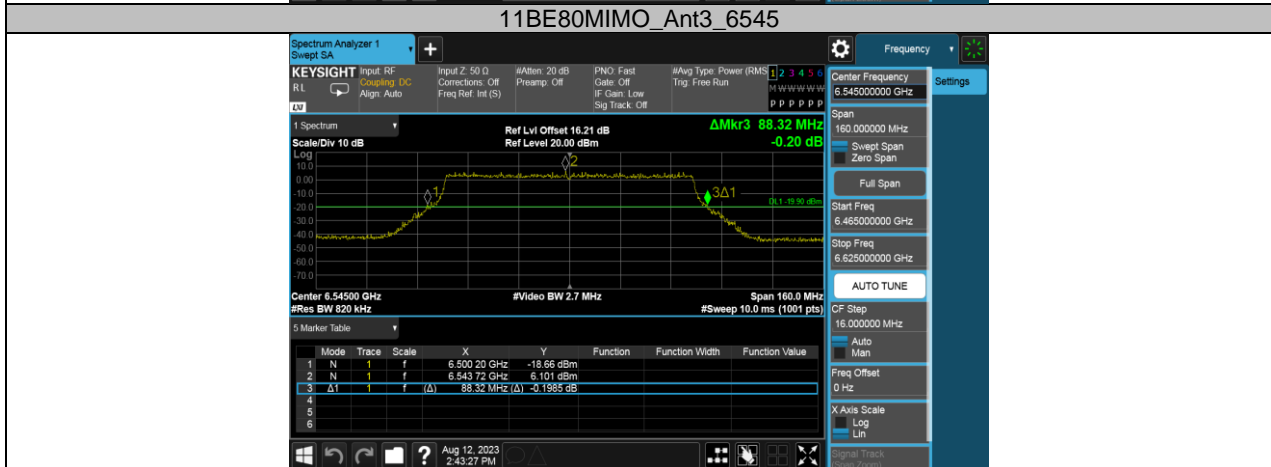 11BE80MIMO_Ant3_6545
Spectrum Analyzer 1
Swept SA
+
Frequency
KEYSIGHT
RL
LXI
Input: RF
Coupling: DC
Align: Auto
Input Z: 50 Ω
Corrections: Off
Freq Ref: Int (S)
#Atten: 20 dB
Preamp: Off
PNO: Fast
Gate: Off
IF Gain: Low
Sig Track: Off
#Avg Type: Power (RMS
Trig: Free Run
1 2 3 4 5 6
M W W W W W
P P P P P P
1 Spectrum
Scale/Div 10 dB
Ref Lvl Offset 16.21 dB
Ref Level 20.00 dBm
ΔMkr3 88.32 MHz
-0.20 dB
Log
10.0
0.00
-10.0
-20.0
-30.0
-40.0
-50.0
-60.0
-70.0
1
2
3Δ1
DL1 -19.90 dBm
Center 6.54500 GHz
#Video BW 2.7 MHz
Span 160.0 MHz
#Res BW 820 kHz
#Sweep 10.0 ms (1001 pts)
5 Marker Table
Mode Trace Scale X Y Function Function Width Function Value
1 N 1 f 6.500 20 GHz -18.66 dBm
2 N 1 f 6.543 72 GHz 6.101 dBm
3 Δ1 1 f (Δ) 88.32 MHz (Δ) -0.1985 dB
4
5
6
?
Aug 12, 2023
2:43:27 PM
Center Frequency
6.545000000 GHz
Settings
Span
160.000000 MHz
Swept Span
Zero Span
Full Span
Start Freq
6.465000000 GHz
Stop Freq
6.625000000 GHz
AUTO TUNE
CF Step
16.000000 MHz
Auto
Man
Freq Offset
0 Hz
X Axis Scale
Log
Lin
Signal Track
(Span Zoom)